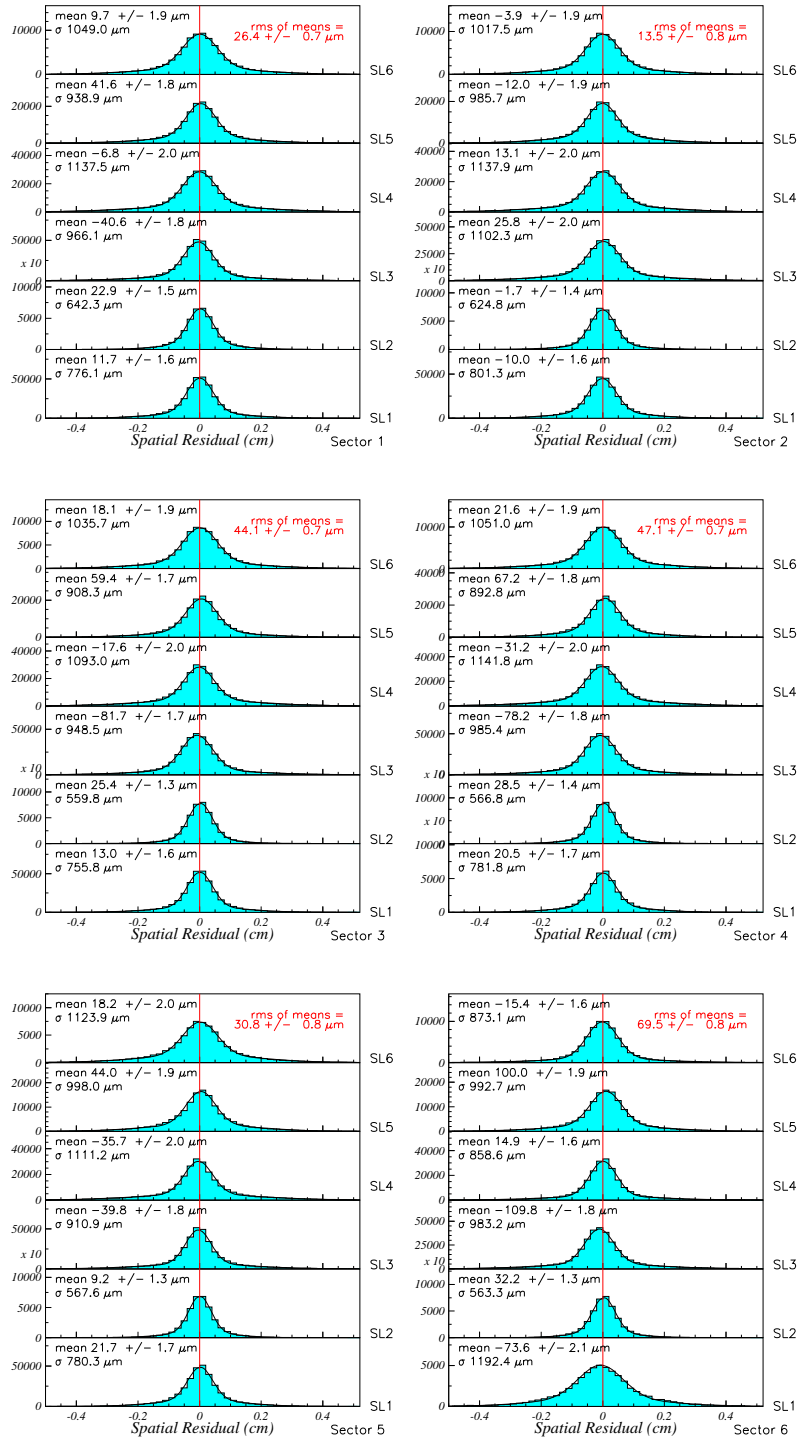 mean 9.7 +/− 1.9 μm
σ 1049.0 μm
rms of means =
26.4 +/− 0.7 μm
10000
0
SL6
mean 41.6 +/− 1.8 μm
σ 938.9 μm
20000
0
SL5
mean −6.8 +/− 2.0 μm
σ 1137.5 μm
40000
20000
0
SL4
mean −40.6 +/− 1.8 μm
σ 966.1 μm
50000
x 10
0
SL3
mean 22.9 +/− 1.5 μm
σ 642.3 μm
10000
5000
0
SL2
mean 11.7 +/− 1.6 μm
σ 776.1 μm
50000
0
SL1
-0.4 -0.2 0 0.2 0.4
Spatial Residual (cm)
Sector 1
mean −3.9 +/− 1.9 μm
σ 1017.5 μm
rms of means =
13.5 +/− 0.8 μm
10000
0
SL6
mean −12.0 +/− 1.9 μm
σ 985.7 μm
20000
0
SL5
mean 13.1 +/− 2.0 μm
σ 1137.9 μm
40000
20000
0
SL4
mean 25.8 +/− 2.0 μm
σ 1102.3 μm
50000
25000
x 10
0
SL3
mean −1.7 +/− 1.4 μm
σ 624.8 μm
10000
5000
0
SL2
mean −10.0 +/− 1.6 μm
σ 801.3 μm
50000
0
SL1
-0.4 -0.2 0 0.2 0.4
Spatial Residual (cm)
Sector 2
mean 18.1 +/− 1.9 μm
σ 1035.7 μm
rms of means =
44.1 +/− 0.7 μm
10000
5000
0
SL6
mean 59.4 +/− 1.7 μm
σ 908.3 μm
20000
0
SL5
mean −17.6 +/− 2.0 μm
σ 1093.0 μm
40000
20000
0
SL4
mean −81.7 +/− 1.7 μm
σ 948.5 μm
50000
x 10
0
SL3
mean 25.4 +/− 1.3 μm
σ 559.8 μm
10000
5000
0
SL2
mean 13.0 +/− 1.6 μm
σ 755.8 μm
50000
0
SL1
-0.4 -0.2 0 0.2 0.4
Spatial Residual (cm)
Sector 3
mean 21.6 +/− 1.9 μm
σ 1051.0 μm
rms of means =
47.1 +/− 0.7 μm
10000
0
SL6
mean 67.2 +/− 1.8 μm
σ 892.8 μm
40000
20000
0
SL5
mean −31.2 +/− 2.0 μm
σ 1141.8 μm
40000
20000
0
SL4
mean −78.2 +/− 1.8 μm
σ 985.4 μm
50000
x 10
0
SL3
mean 28.5 +/− 1.4 μm
σ 566.8 μm
10000
x 10
0
SL2
mean 20.5 +/− 1.7 μm
σ 781.8 μm
10000
5000
0
SL1
-0.4 -0.2 0 0.2 0.4
Spatial Residual (cm)
Sector 4
mean 18.2 +/− 2.0 μm
σ 1123.9 μm
rms of means =
30.8 +/− 0.8 μm
10000
5000
0
SL6
mean 44.0 +/− 1.9 μm
σ 998.0 μm
20000
10000
0
SL5
mean −35.7 +/− 2.0 μm
σ 1111.2 μm
40000
20000
0
SL4
mean −39.8 +/− 1.8 μm
σ 910.9 μm
50000
x 10
0
SL3
mean 9.2 +/− 1.3 μm
σ 567.6 μm
10000
5000
0
SL2
mean 21.7 +/− 1.7 μm
σ 780.3 μm
50000
0
SL1
-0.4 -0.2 0 0.2 0.4
Spatial Residual (cm)
Sector 5
mean −15.4 +/− 1.6 μm
σ 873.1 μm
rms of means =
69.5 +/− 0.8 μm
10000
0
SL6
mean 100.0 +/− 1.9 μm
σ 992.7 μm
20000
10000
0
SL5
mean 14.9 +/− 1.6 μm
σ 858.6 μm
40000
20000
0
SL4
mean −109.8 +/− 1.8 μm
σ 983.2 μm
50000
25000
x 10
0
SL3
mean 32.2 +/− 1.3 μm
σ 563.3 μm
10000
5000
0
SL2
mean −73.6 +/− 2.1 μm
σ 1192.4 μm
5000
0
SL1
-0.4 -0.2 0 0.2 0.4
Spatial Residual (cm)
Sector 6